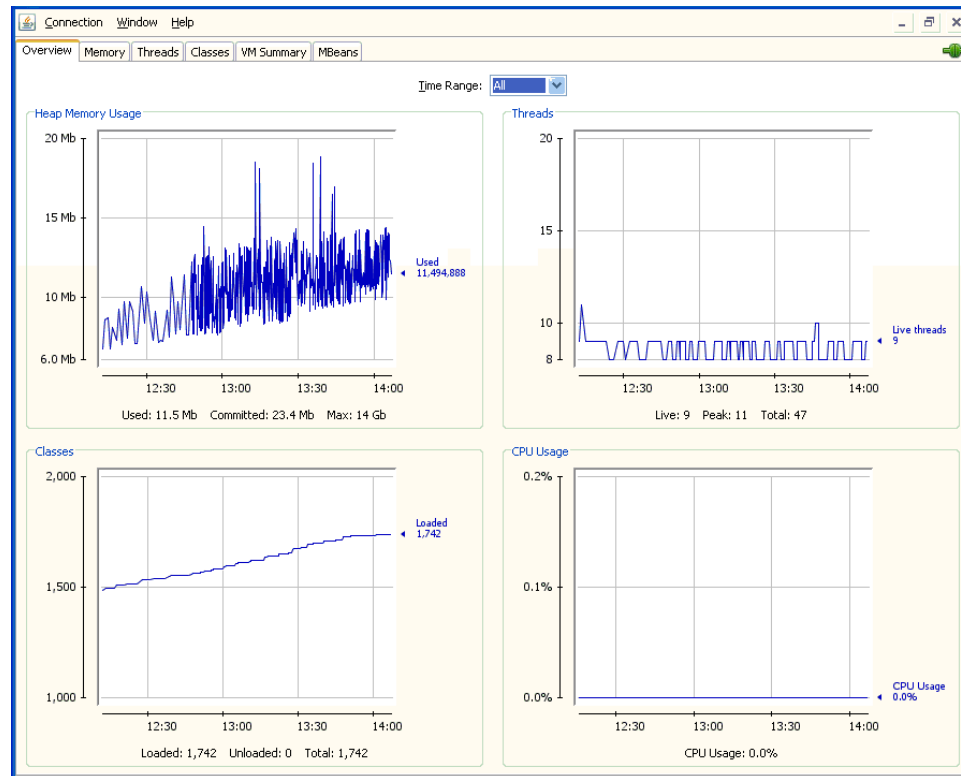 Connection Window Help
Overview Memory Threads Classes VM Summary MBeans
Time Range: All
Heap Memory Usage
20 Mb
15 Mb
10 Mb
6.0 Mb
Used
11,494,888
12:30 13:00 13:30 14:00
Used: 11.5 Mb Committed: 23.4 Mb Max: 14 Gb
Threads
20
15
10
8
Live threads
9
12:30 13:00 13:30 14:00
Live: 9 Peak: 11 Total: 47
Classes
2,000
1,500
1,000
Loaded
1,742
12:30 13:00 13:30 14:00
Loaded: 1,742 Unloaded: 0 Total: 1,742
CPU Usage
0.2%
0.1%
0.0%
CPU Usage
0.0%
12:30 13:00 13:30 14:00
CPU Usage: 0.0%